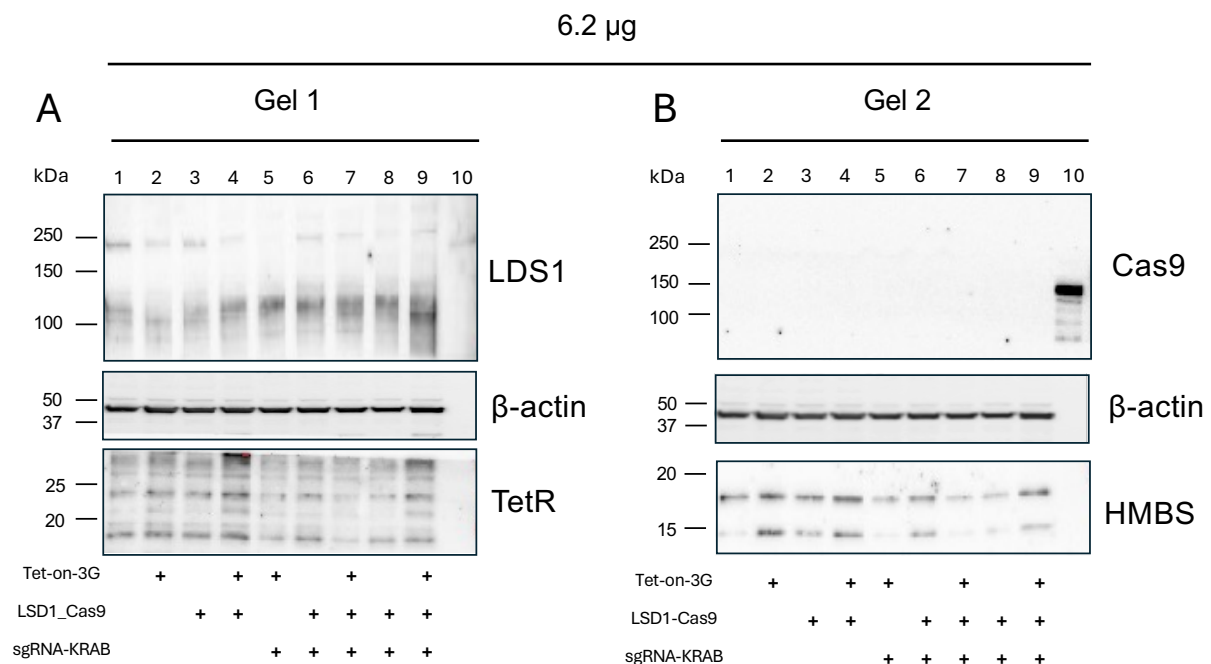 6.2 µg
A
Gel 1
kDa 1 2 3 4 5 6 7 8 9 10
250
150
100
LDS1
50
37
β-actin
25
20
TetR
Tet-on-3G + + + + +
LSD1_Cas9 + + + + + +
sgRNA-KRAB + + + + +
B
Gel 2
kDa 1 2 3 4 5 6 7 8 9 10
250
150
100
Cas9
50
37
β-actin
20
15
HMBS
Tet-on-3G + + + + +
LSD1-Cas9 + + + + + +
sgRNA-KRAB + + + + +